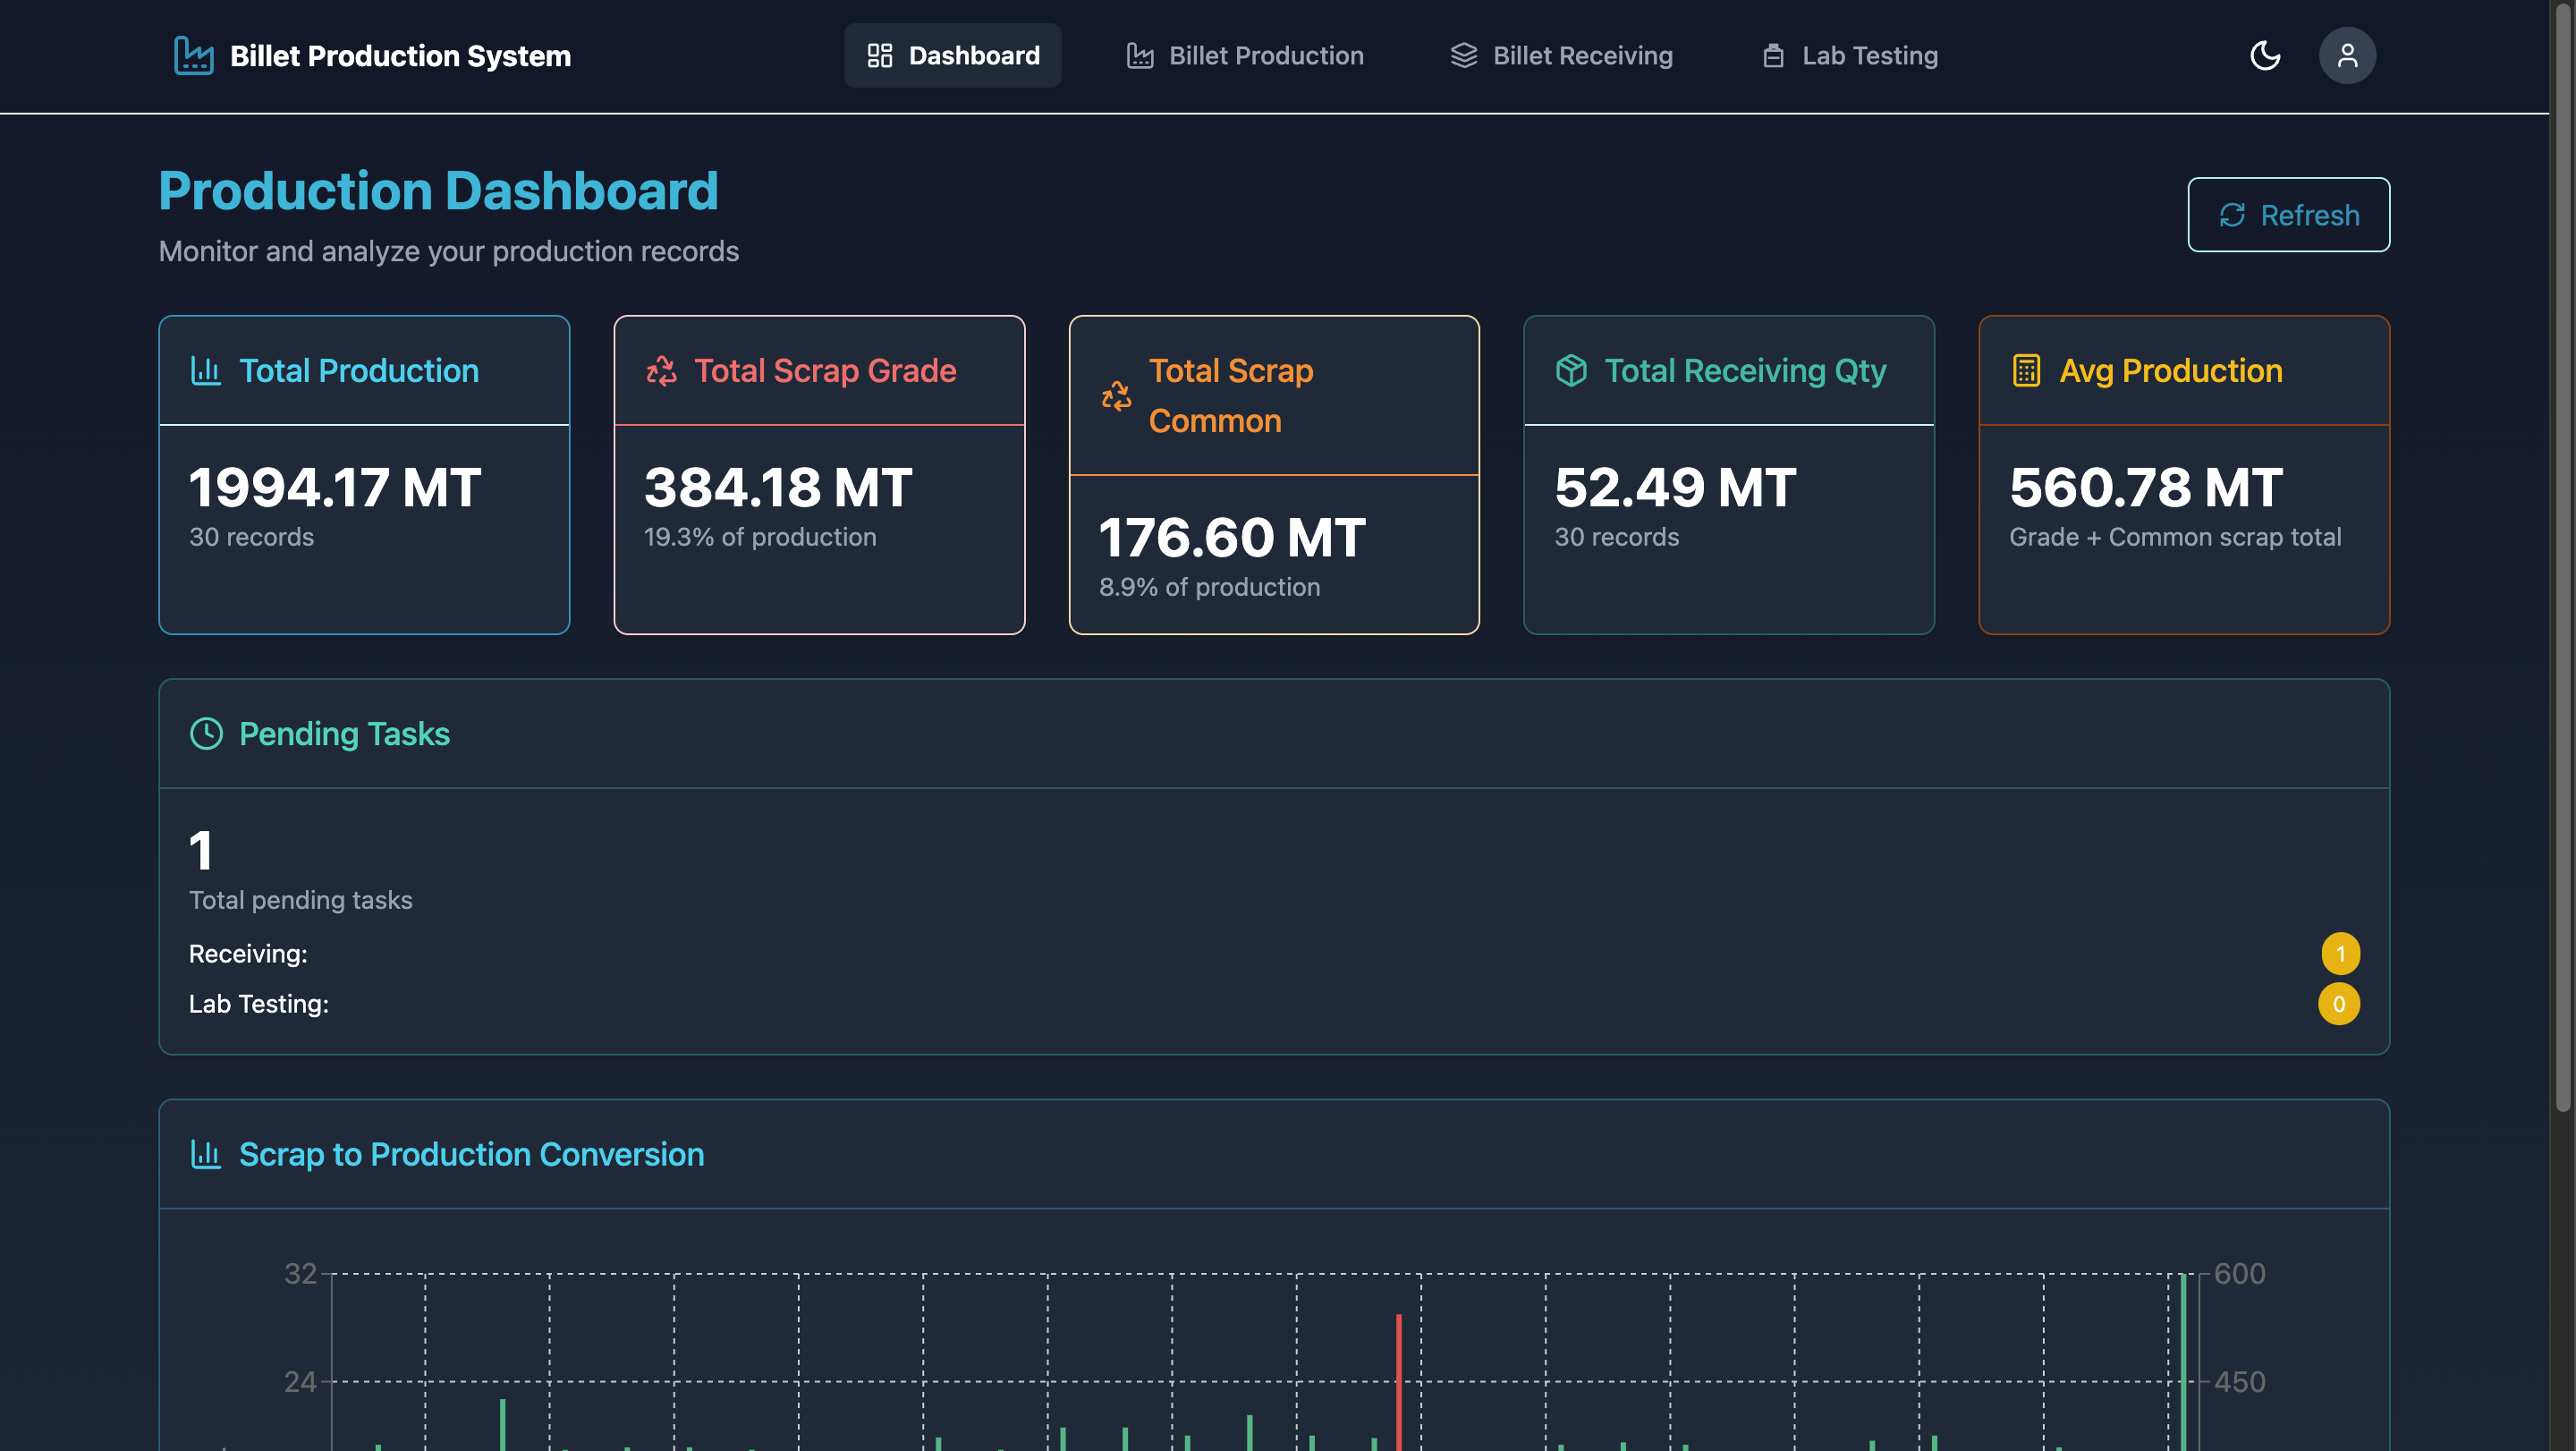 Billet Production System
Dashboard
Billet Production
Billet Receiving
Lab Testing
Production Dashboard
Monitor and analyze your production records
Refresh
Total Production
1994.17 MT
30 records
Total Scrap Grade
384.18 MT
19.3% of production
Total Scrap
Common
176.60 MT
8.9% of production
Total Receiving Qty
52.49 MT
30 records
Avg Production
560.78 MT
Grade + Common scrap total
Pending Tasks
1
Total pending tasks
Receiving:
1
Lab Testing:
0
Scrap to Production Conversion
32
600
24
450